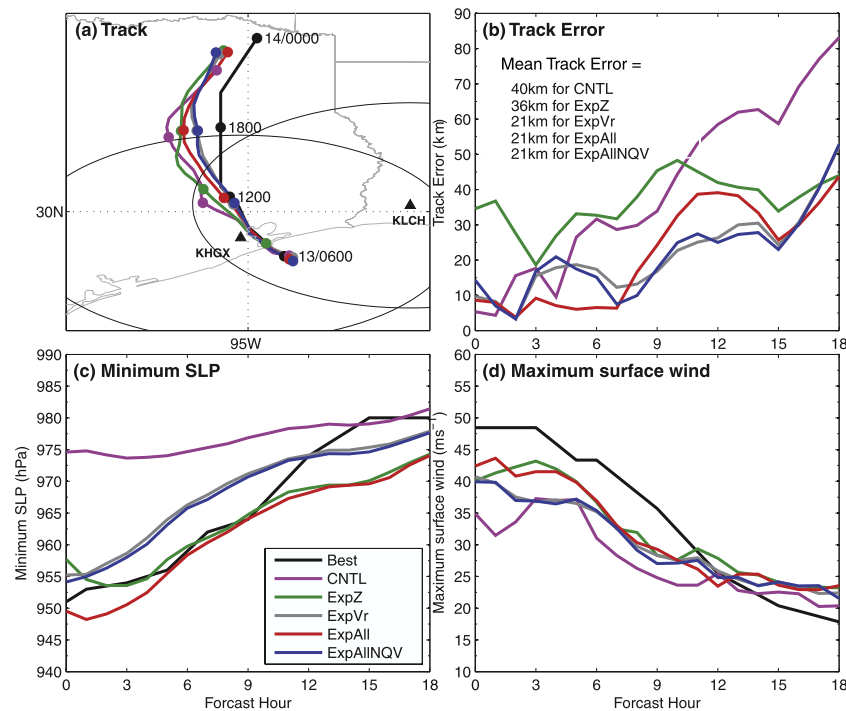 (a) Track
14/0000
1800
1200
30N
KLCH
KHGX
13/0600
95W
(b) Track Error
Mean Track Error =
40km for CNTL
36km for ExpZ
21km for ExpVr
21km for ExpAll
21km for ExpAllNQV
Track Error (km)
90
80
70
60
50
40
30
20
10
0
0 3 6 9 12 15 18
(c) Minimum SLP
Minimum SLP (hPa)
990
985
980
975
970
965
960
955
950
945
940
Best
CNTL
ExpZ
ExpVr
ExpAll
ExpAllNQV
0 3 6 9 12 15 18
Forcast Hour
(d) Maximum surface wind
Maximum surface wind (ms⁻¹)
60
55
50
45
40
35
30
25
20
15
10
0 3 6 9 12 15 18
Forcast Hour